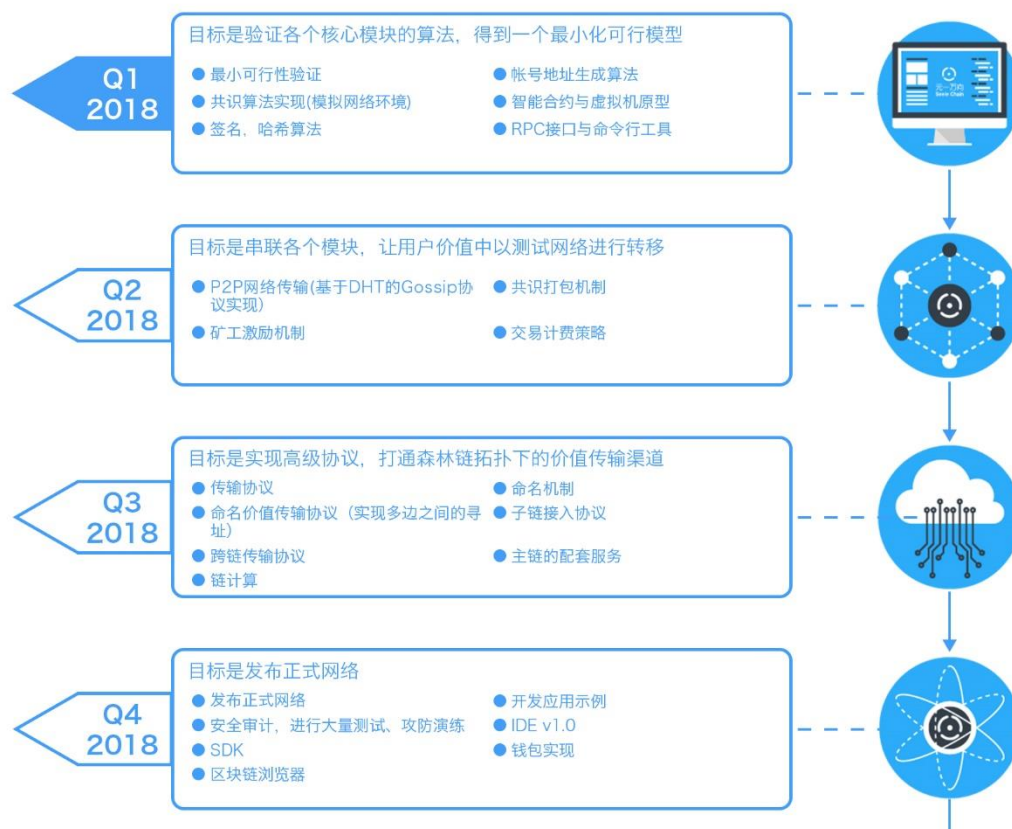 Q1
2018
目标是验证各个核心模块的算法，得到一个最小化可行模型
最小可行性验证
帐号地址生成算法
共识算法实现(模拟网络环境)
智能合约与虚拟机原型
签名，哈希算法
RPC接口与命令行工具
Q2
2018
目标是串联各个模块，让用户价值中以测试网络进行转移
P2P网络传输(基于DHT的Gossip协
议实现)
共识打包机制
矿工激励机制
交易计费策略
Q3
2018
目标是实现高级协议，打通森林链拓扑下的价值传输渠道
传输协议
命名机制
命名价值传输协议（实现多边之间的寻
址）
子链接入协议
跨链传输协议
主链的配套服务
链计算
Q4
2018
目标是发布正式网络
发布正式网络
开发应用示例
安全审计，进行大量测试、攻防演练
IDE v1.0
SDK
钱包实现
区块链浏览器